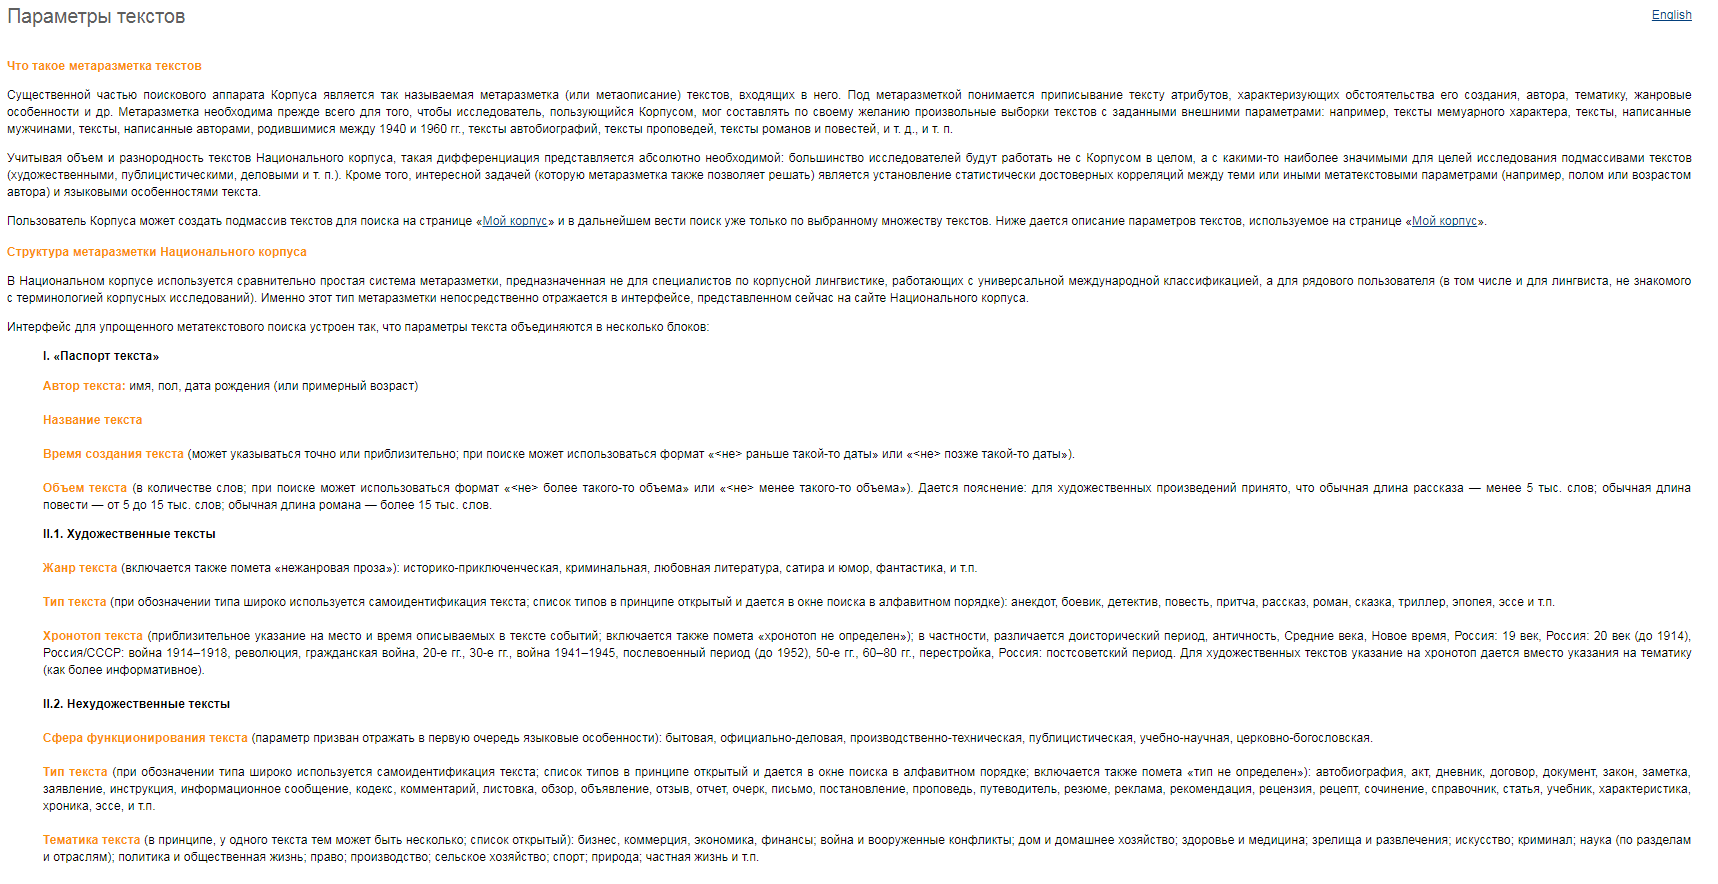 Параметры текстов
English
Что такое метаразметка текстов
Существенной частью поискового аппарата Корпуса является так называемая метаразметка (или метаописание) текстов, входящих в него. Под метаразметкой понимается приписывание тексту атрибутов, характеризующих обстоятельства его создания, автора, тематику, жанровые
особенности и др. Метаразметка необходима прежде всего для того, чтобы исследователь, пользующийся Корпусом, мог составлять по своему желанию произвольные выборки текстов с заданными внешними параметрами: например, тексты мемуарного характера, тексты, написанные
мужчинами, тексты, написанные авторами, родившимися между 1940 и 1960 гг., тексты автобиографий, тексты проповедей, тексты романов и повестей, и т. д., и т. п.
Учитывая объем и разнородность текстов Национального корпуса, такая дифференциация представляется абсолютно необходимой: большинство исследователей будут работать не с Корпусом в целом, а с какими-то наиболее значимыми для целей исследования подмассивами текстов
(художественными, публицистическими, деловыми и т. п.). Кроме того, интересной задачей (которую метаразметка также позволяет решать) является установление статистически достоверных корреляций между теми или иными метатекстовыми параметрами (например, полом или возрастом
автора) и языковыми особенностями текста.
Пользователь Корпуса может создать подмассив текстов для поиска на странице «Мой корпус» и в дальнейшем вести поиск уже только по выбранному множеству текстов. Ниже дается описание параметров текстов, используемое на странице «Мой корпус».
Структура метаразметки Национального корпуса
В Национальном корпусе используется сравнительно простая система метаразметки, предназначенная не для специалистов по корпусной лингвистике, работающих с универсальной международной классификацией, а для рядового пользователя (в том числе и для лингвиста, не знакомого
с терминологией корпусных исследований). Именно этот тип метаразметки непосредственно отражается в интерфейсе, представленном сейчас на сайте Национального корпуса.
Интерфейс для упрощенного метатекстового поиска устроен так, что параметры текста объединяются в несколько блоков:
I. «Паспорт текста»
Автор текста: имя, пол, дата рождения (или примерный возраст)
Название текста
Время создания текста (может указываться точно или приблизительно; при поиске может использоваться формат «<не> раньше такой-то даты» или «<не> позже такой-то даты»).
Объем текста (в количестве слов; при поиске может использоваться формат «<не> более такого-то объема» или «<не> менее такого-то объема»). Дается пояснение: для художественных произведений принято, что обычная длина рассказа — менее 5 тыс. слов; обычная длина
повести — от 5 до 15 тыс. слов; обычная длина романа — более 15 тыс. слов.
II.1. Художественные тексты
Жанр текста (включается также помета «нежанровая проза»): историко-приключенческая, криминальная, любовная литература, сатира и юмор, фантастика, и т.п.
Тип текста (при обозначении типа широко используется самоидентификация текста; список типов в принципе открытый и дается в окне поиска в алфавитном порядке): анекдот, боевик, детектив, повесть, притча, рассказ, роман, сказка, триллер, эпопея, эссе и т.п.
Хронотоп текста (приблизительное указание на место и время описываемых в тексте событий; включается также помета «хронотоп не определен»); в частности, различается доисторический период, античность, Средние века, Новое время, Россия: 19 век, Россия: 20 век (до 1914),
Россия/СССР: война 1914–1918, революция, гражданская война, 20-е гг., 30-е гг., война 1941–1945, послевоенный период (до 1952), 50-е гг., 60–80 гг., перестройка, Россия: постсоветский период. Для художественных текстов указание на хронотоп дается вместо указания на тематику
(как более информативное).
II.2. Нехудожественные тексты
Сфера функционирования текста (параметр призван отражать в первую очередь языковые особенности): бытовая, официально-деловая, производственно-техническая, публицистическая, учебно-научная, церковно-богословская.
Тип текста (при обозначении типа широко используется самоидентификация текста; список типов в принципе открытый и дается в окне поиска в алфавитном порядке; включается также помета «тип не определен»): автобиография, акт, дневник, договор, документ, закон, заметка,
заявление, инструкция, информационное сообщение, кодекс, комментарий, листовка, обзор, объявление, отзыв, отчет, очерк, письмо, постановление, проповедь, путеводитель, резюме, реклама, рекомендация, рецензия, рецепт, сочинение, справочник, статья, учебник, характеристика,
хроника, эссе, и т.п.
Тематика текста (в принципе, у одного текста тем может быть несколько; список открытый): бизнес, коммерция, экономика, финансы; война и вооруженные конфликты; дом и домашнее хозяйство; здоровье и медицина; зрелища и развлечения; искусство; криминал; наука (по разделам
и отраслям); политика и общественная жизнь; право; производство; сельское хозяйство; спорт; природа; частная жизнь и т.п.